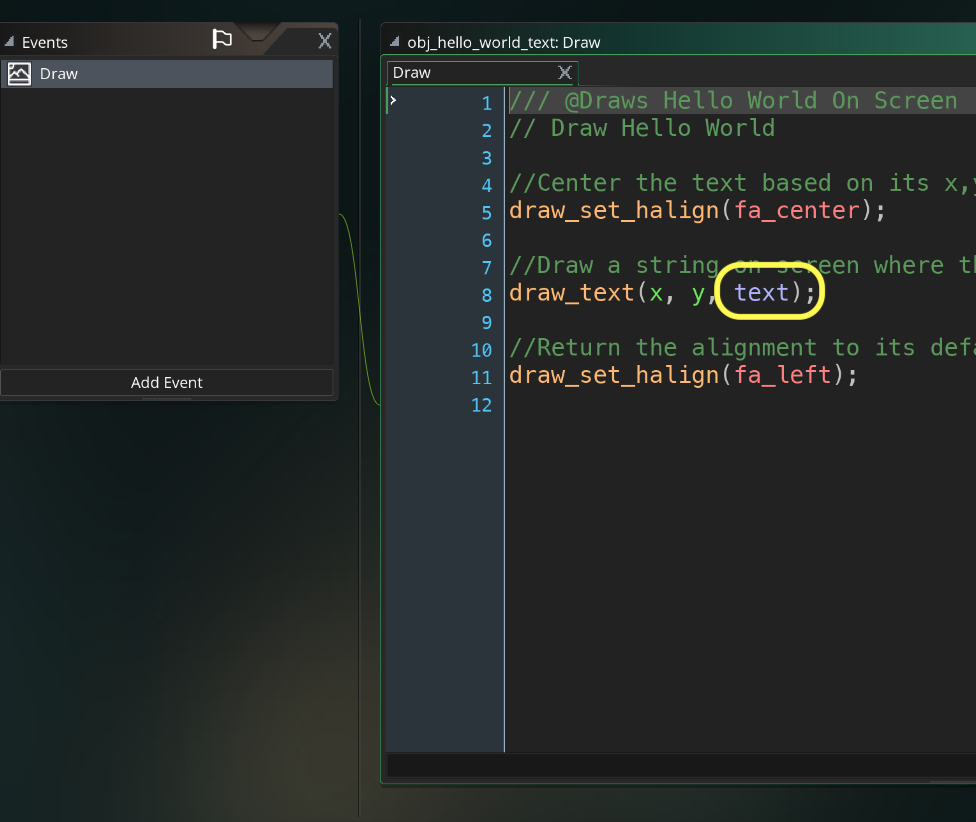 Events
Draw
Add Event
obj_hello_world_text: Draw
Draw
1 /// @Draws Hello World On Screen
2 // Draw Hello World
3
4 //Center the text based on its x,y
5 draw_set_halign(fa_center);
6
7 //Draw a string on screen where th
8 draw_text(x, y, text);
9
10 //Return the alignment to its defa
11 draw_set_halign(fa_left);
12